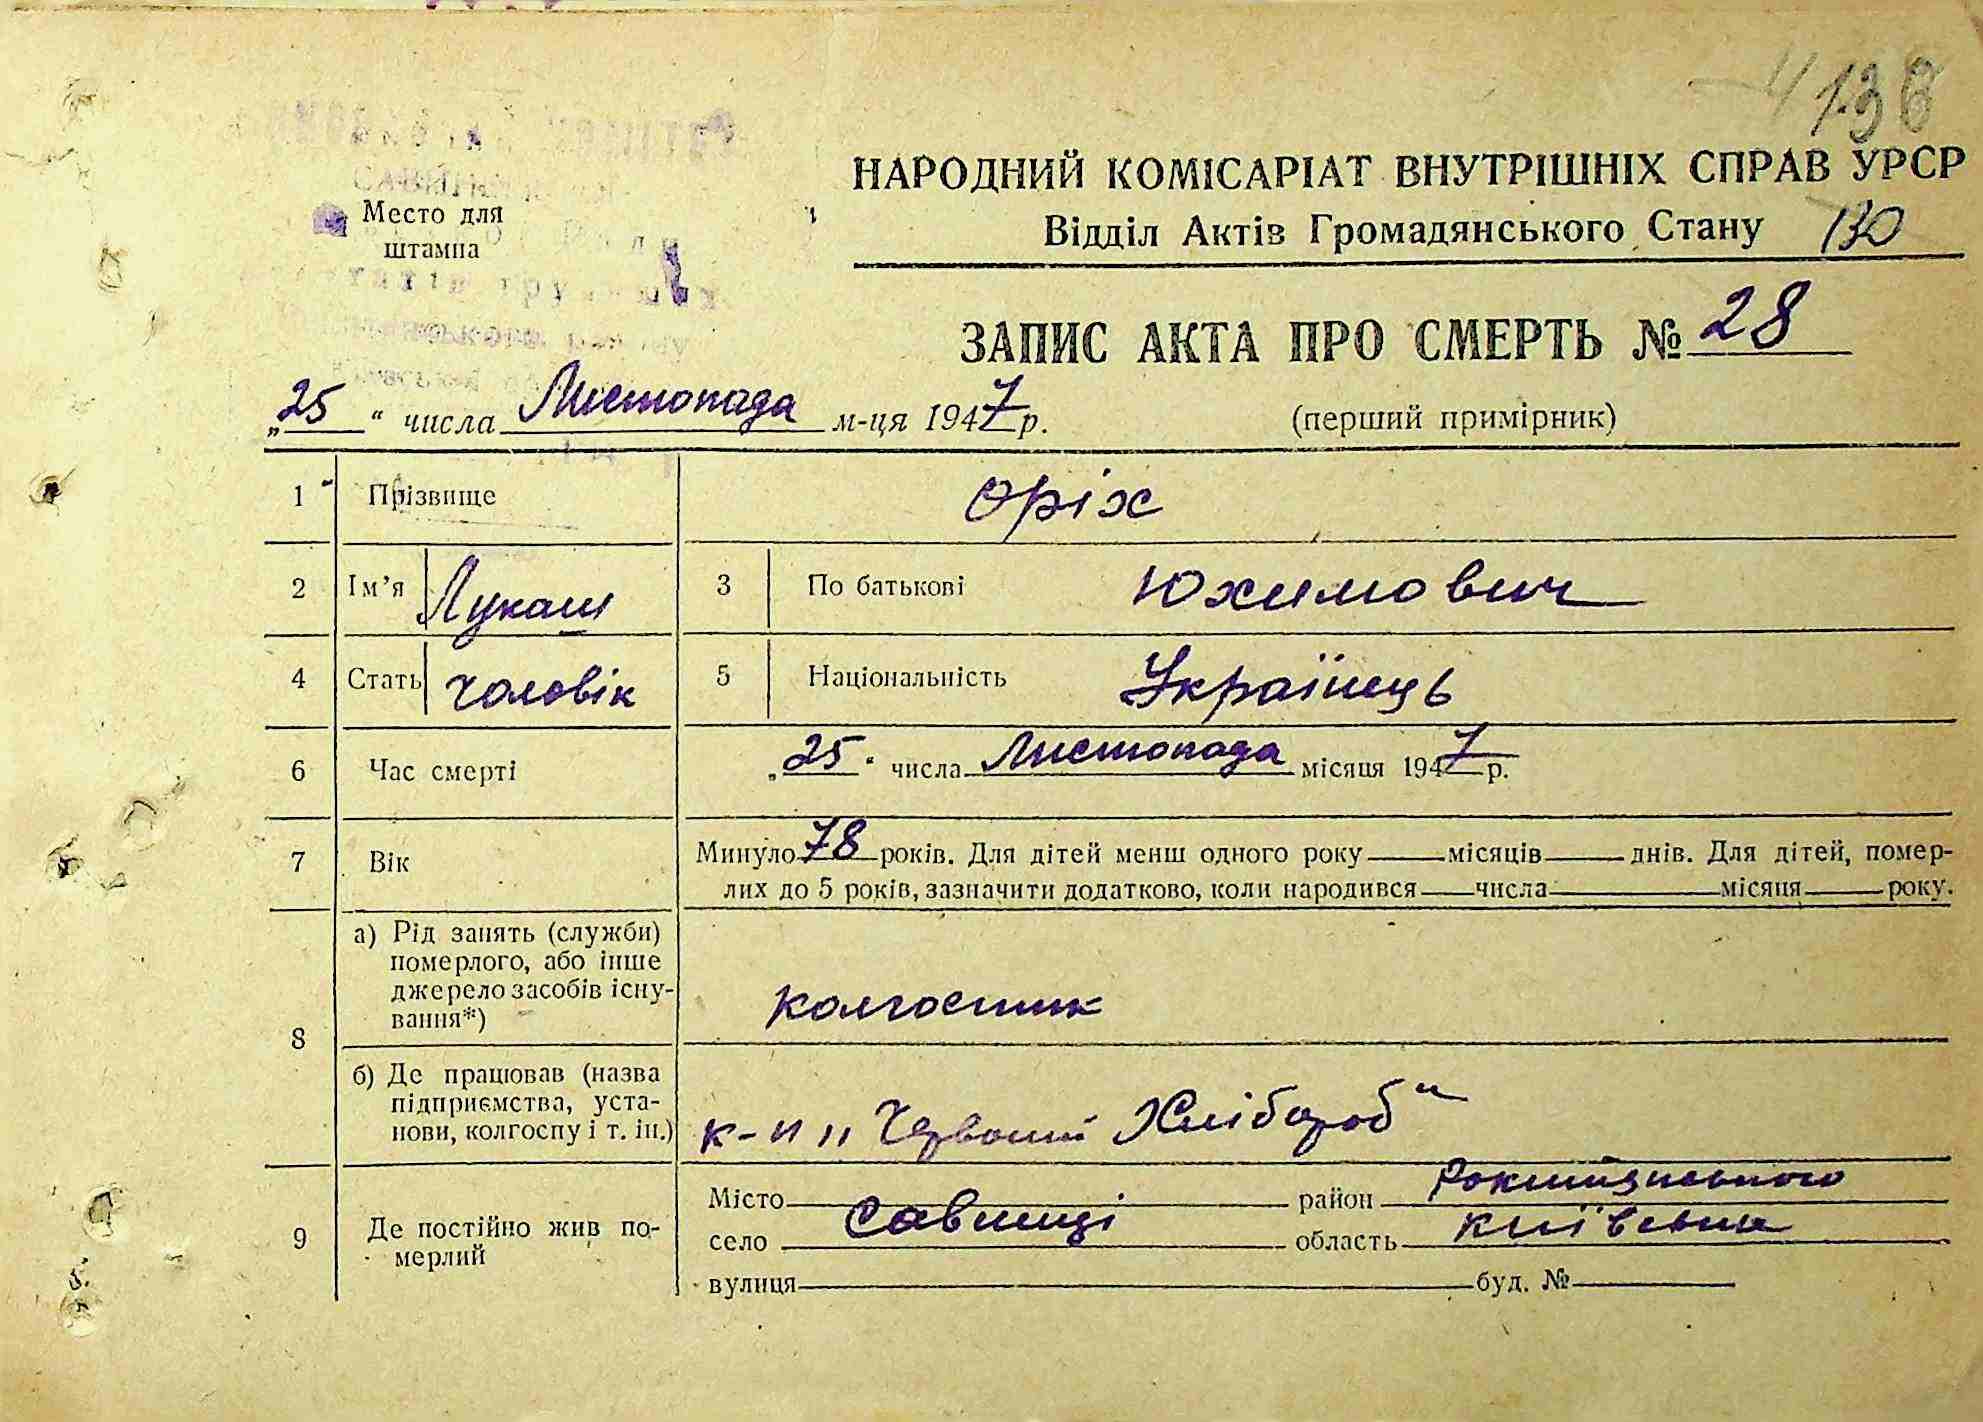 136
НАРОДНИЙ КОМІСАРІАТ ВНУТРІШНІХ СПРАВ УРСР
Відділ Актів Громадянського Стану 130
Место для
штампа
ЗАПИС АКТА ПРО СМЕРТЬ № 28
„25“ числа Листопада м-ця 1947 р.
(перший примірник)
1 Прізвище Оріх
2 Ім’я Лукаш 3 По батькові Юхимович
4 Стать чоловік 5 Національність Українець
6 Час смерті „25“ числа Листопада місяця 1947 р.
7 Вік Минуло 78 років. Для дітей менш одного року місяців днів. Для дітей, помер-
лих до 5 років, зазначити додатково, коли народився числа місяця року.
8 а) Рід занять (служби)
померлого, або інше
джерело засобів існу-
вання*)
колгоспник
б) Де працював (назва
підприємства, уста-
нови, колгоспу і т. ін.)
к-п „Червоний Хлібороб“
9 Де постійно жив по-
мерлий
Місто район Рокитнянського
село Савинці область Київська
вулиця буд. №